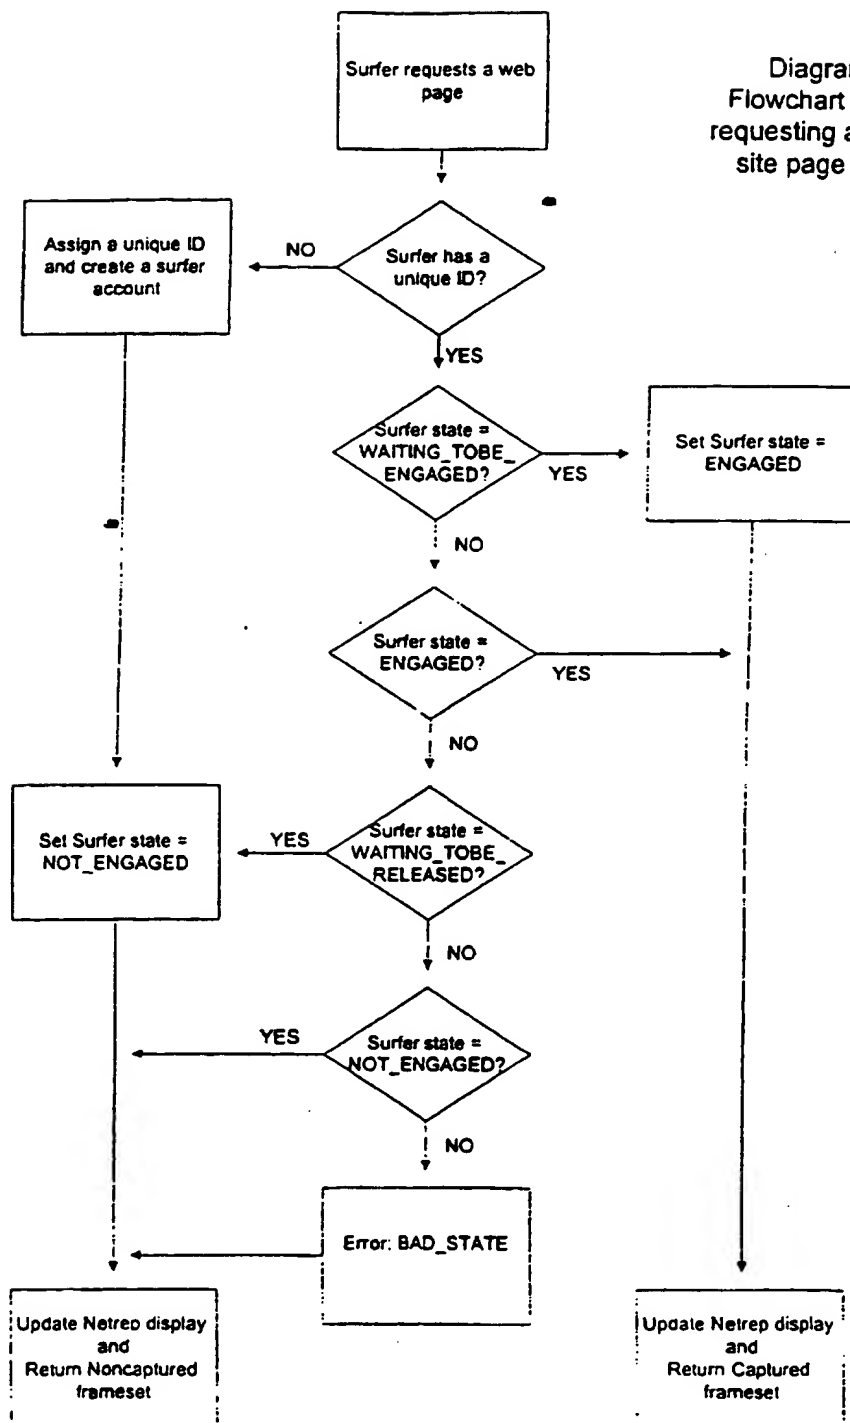 Surfer requests a web
page
Flowchart
requesting a
site page
Assign a unique ID
and create a surfer
account
NO
Surfer has a
unique ID?
YES
Surfer state =
WAITING_TOBE_
ENGAGED?
YES
Set Surfer state =
ENGAGED
NO
Surfer state =
ENGAGED?
YES
NO
Set Surfer state =
NOT_ENGAGED
YES
Surfer state =
WAITING_TOBE_
RELEASED?
NO
YES
Surfer state =
NOT_ENGAGED?
NO
Error: BAD_STATE
Update Netrep display
and
Return Noncaptured
frameset
Update Netrep display
and
Return Captured
frameset